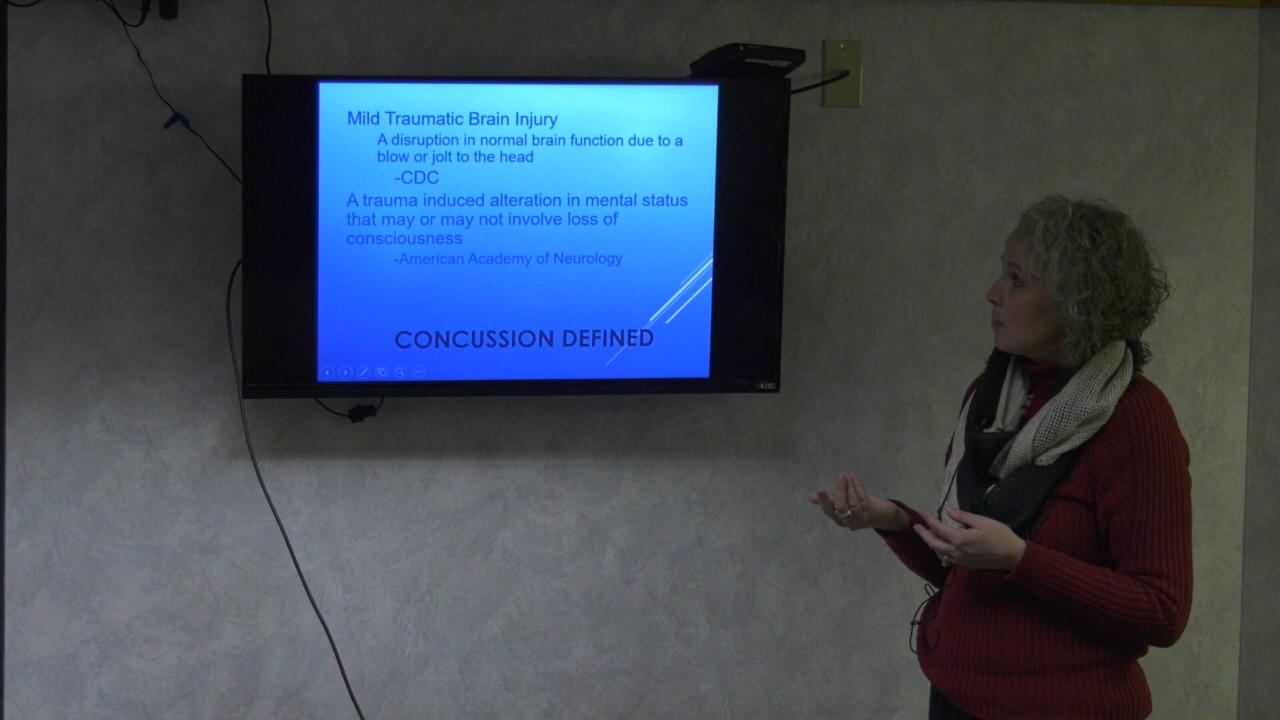 Mild Traumatic Brain Injury
A disruption in normal brain function due to a
blow or jolt to the head
-CDC
A trauma induced alteration in mental status
that may or may not involve loss of
consciousness
-American Academy of Neurology
CONCUSSION DEFINED
VIZIO